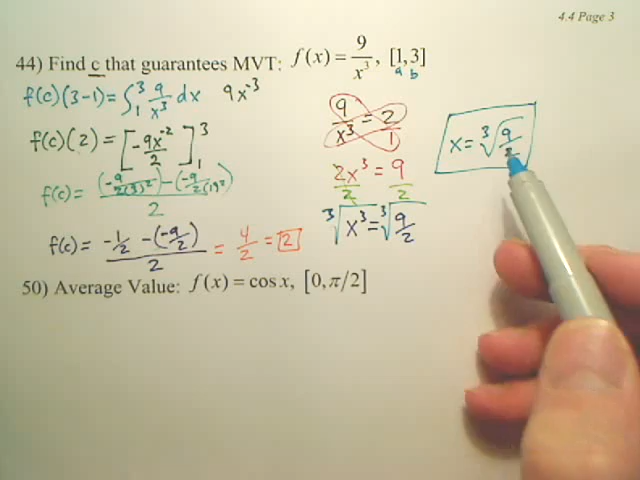 4.4 Page 3
44) Find c that guarantees MVT: f(x) = 9/x³, [1,3]
a b
f(c)(3-1) = ∫₁³ 9/x³ dx 9x⁻³
f(c)(2) = [-9x⁻²/2]₁³
f(c) = ((-9/2(3)²) - (-9/2(1)²))/2
f(c) = (-1/2 - (-9/2))/2 = 4/2 = 2
9/x³ = 2/1
2x³/2 = 9/2
³√x³ = ³√9/2
x = ³√9/2
50) Average Value: f(x) = cos x, [0, π/2]